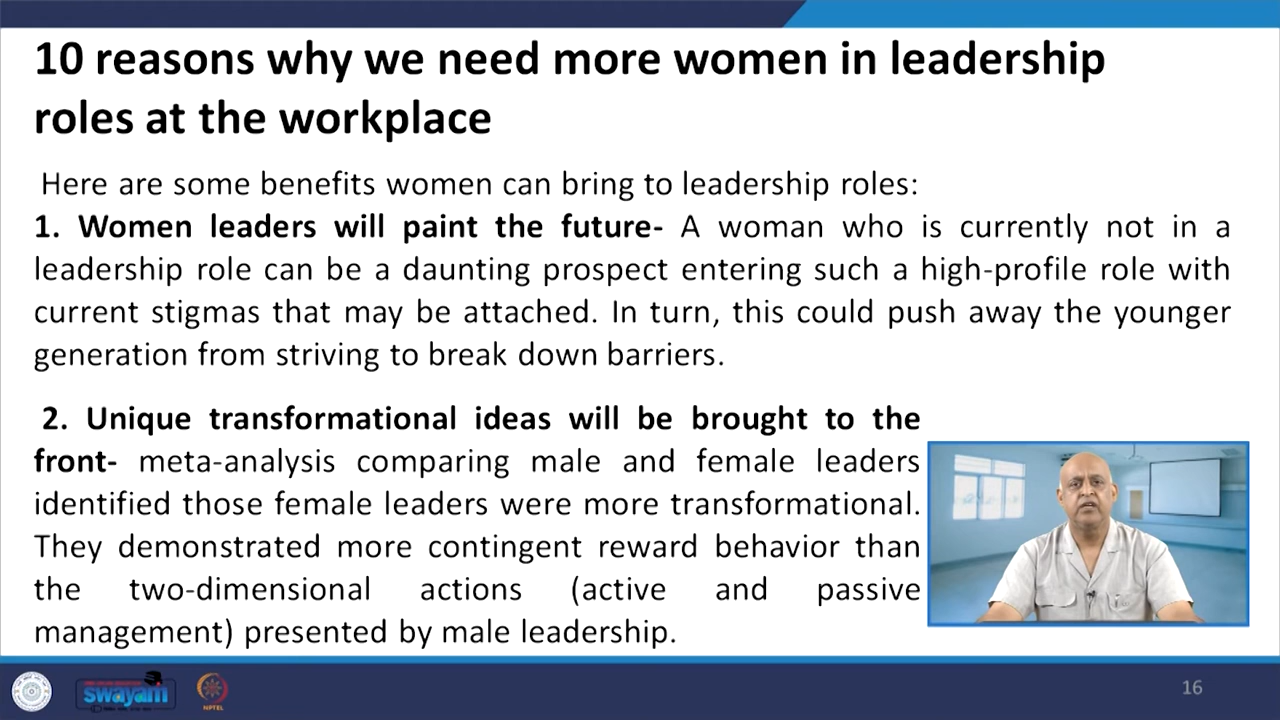 10 reasons why we need more women in leadership
roles at the workplace
Here are some benefits women can bring to leadership roles:
1. Women leaders will paint the future- A woman who is currently not in a
leadership role can be a daunting prospect entering such a high-profile role with
current stigmas that may be attached. In turn, this could push away the younger
generation from striving to break down barriers.
2. Unique transformational ideas will be brought to the
front- meta-analysis comparing male and female leaders
identified those female leaders were more transformational.
They demonstrated more contingent reward behavior than
the two-dimensional actions (active and passive
management) presented by male leadership.
swayam
NPTEL
16